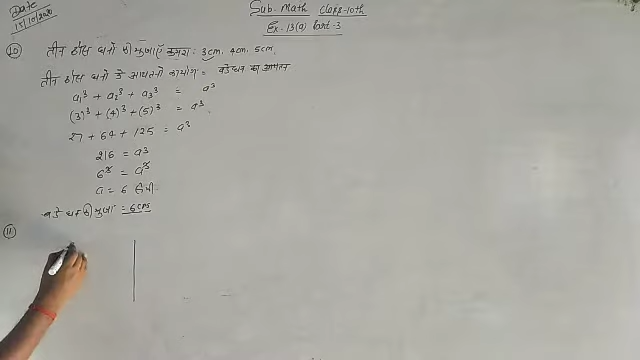 Date
15/10/2020
Sub. Math Class-10th
Ex. 13(a) Part-3
10 तीन ठोस घनों की भुजाएँ क्रमशः 3cm, 4cm, 5cm.
तीन ठोस घनों के आयतनों का योग = बड़े घन का आयतन
a₁³ + a₂³ + a₃³ = a³
(3)³ + (4)³ + (5)³ = a³
27 + 64 + 125 = a³
216 = a³
6³ = a³
a = 6 सेमी
बड़े घन की भुजा = 6cm
11